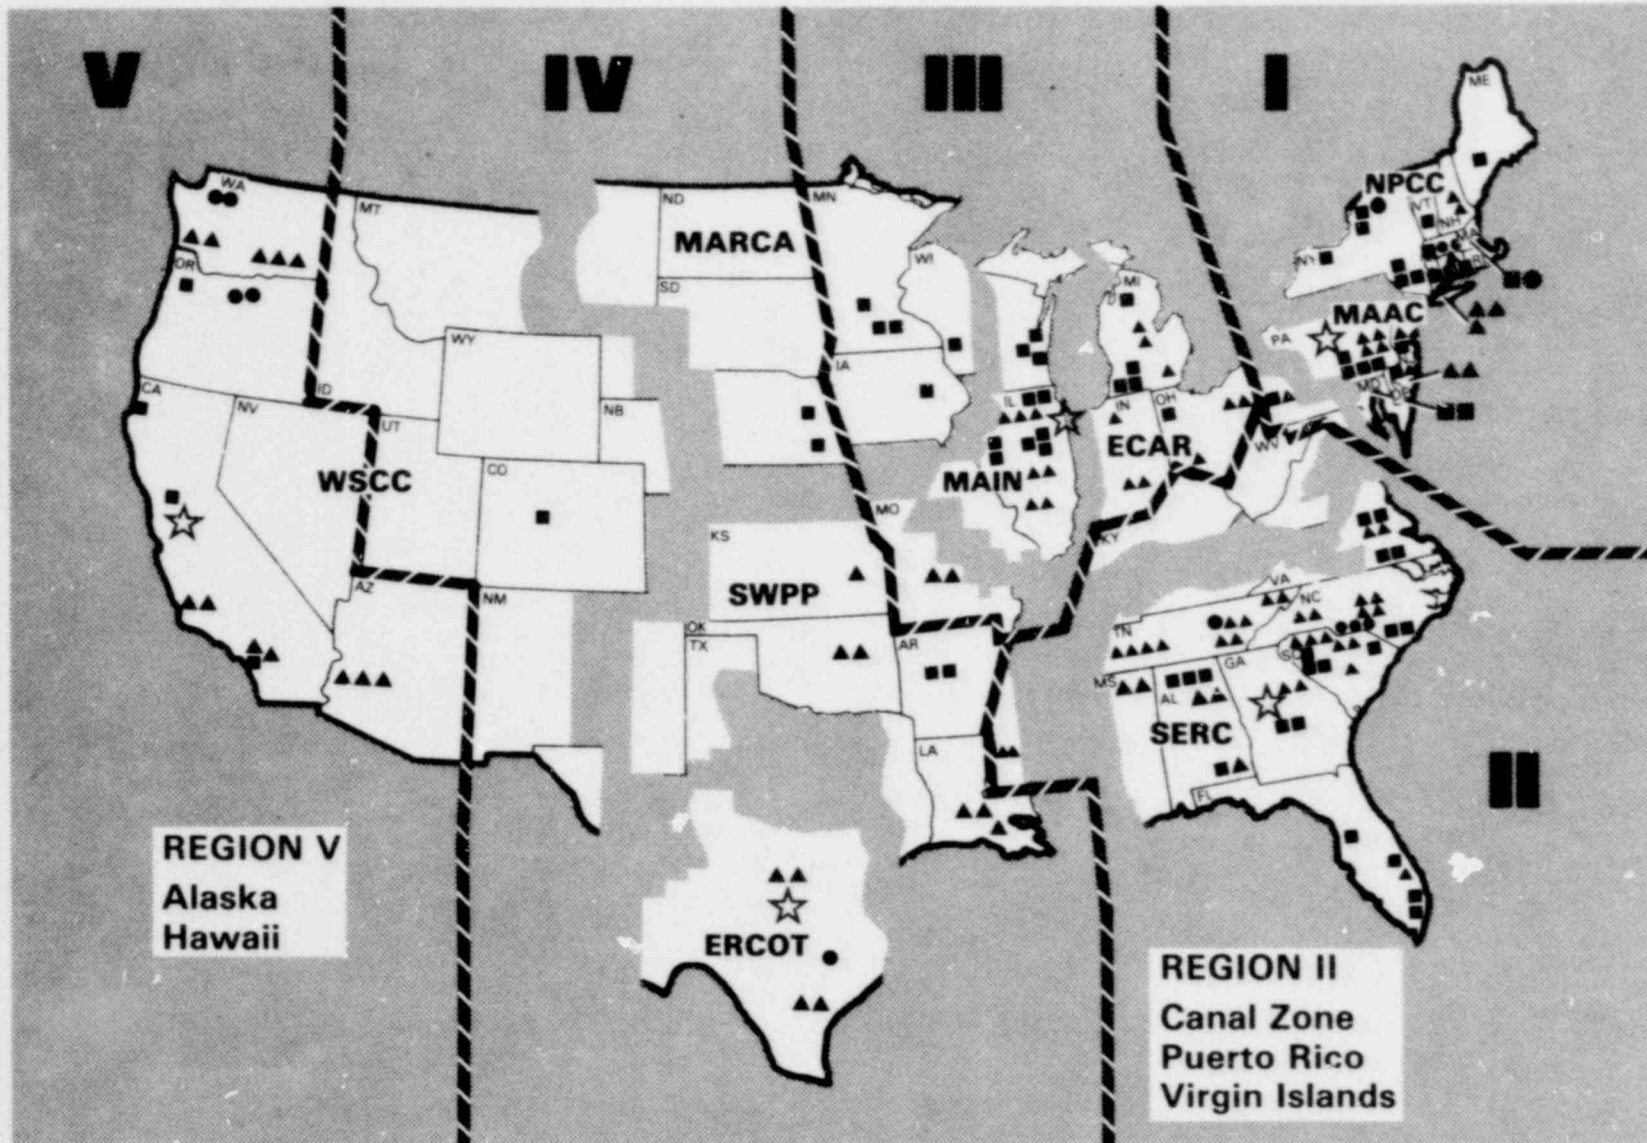 V
IV
III
I
ME
WA
MT
ND
MN
NPCC
VT
NH
MA
MARCA
WI
OR
NY
SD
MI
MAAC
WY
PA
IA
CA
ID
NV
NB
UT
IL
IN
OH
MD
DE
ECAR
WV
WSCC
CO
MAIN
MO
KS
KY
SWPP
AZ
NM
VA
NC
OK
TX
TN
AR
SC
GA
MS
AL
SERC
LA
II
FL
REGION V
Alaska
Hawaii
ERCOT
REGION II
Canal Zone
Puerto Rico
Virgin Islands